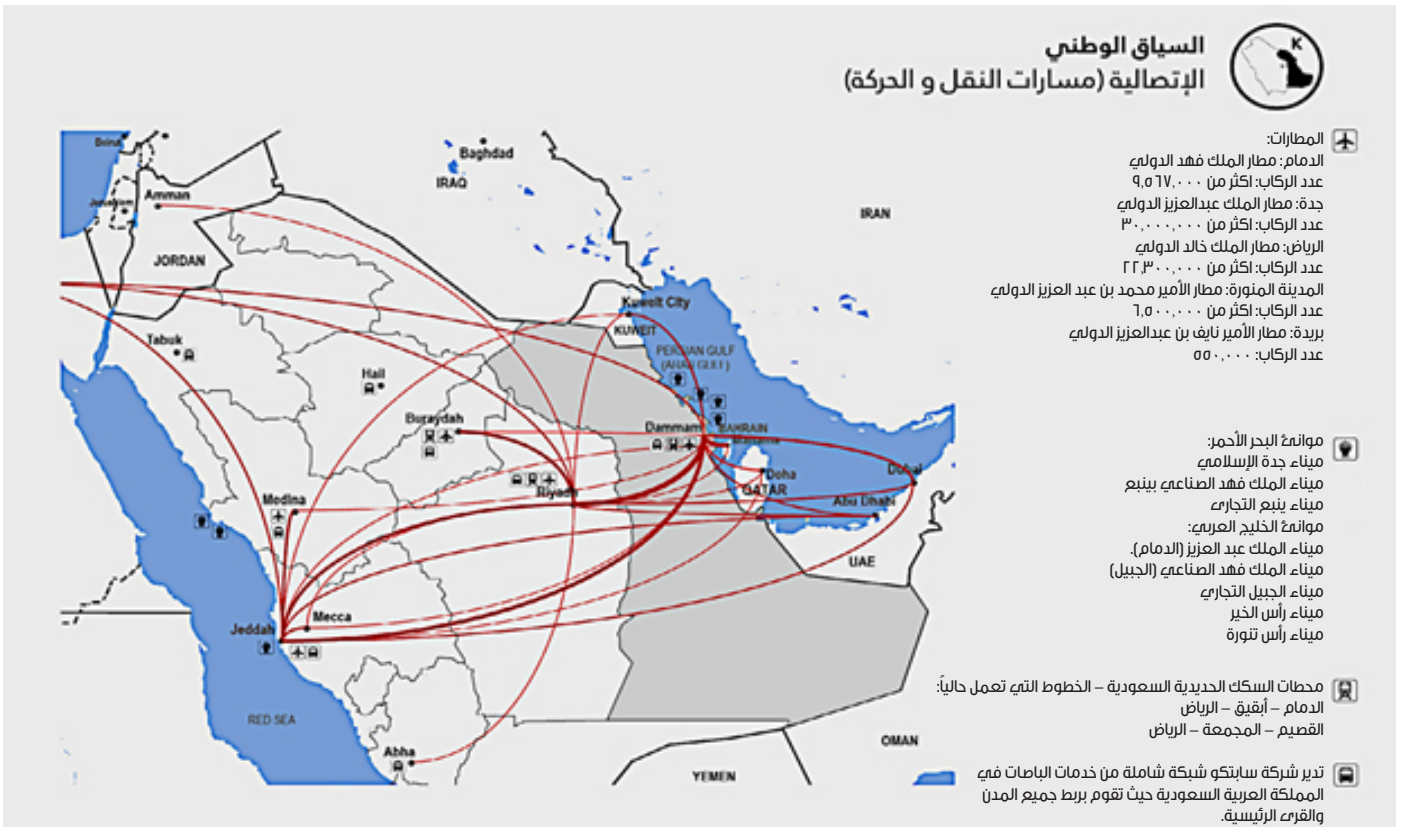 السياق الوطني
الإتصالية (مسارات النقل و الحركة)
K
المطارات:
الدمام: مطار الملك فهد الدولي
عدد الركاب: اكثر من ٩,٥٦٧,٠٠٠
جدة: مطار الملك عبدالعزيز الدولي
عدد الركاب: اكثر من ٣٠,٠٠٠,٠٠٠
الرياض: مطار الملك خالد الدولي
عدد الركاب: اكثر من ٢٢,٣٠٠,٠٠٠
المدينة المنورة: مطار الأمير محمد بن عبد العزيز الدولي
عدد الركاب: اكثر من ٦,٥٠٠,٠٠٠
بريدة: مطار الأمير نايف بن عبدالعزيز الدولي
عدد الركاب: ٥٥٠,٠٠٠
موانئ البحر الأحمر:
ميناء جدة الإسلامي
ميناء الملك فهد الصناعي بينبع
ميناء ينبع التجاري
موانئ الخليج العربي:
ميناء الملك عبد العزيز (الدمام).
ميناء الملك فهد الصناعي (الجبيل)
ميناء الجبيل التجاري
ميناء رأس الخير
ميناء رأس تنورة
محطات السكك الحديدية السعودية – الخطوط التي تعمل حالياً:
الدمام – أبقيق – الرياض
القصيم – المجمعة – الرياض
تدير شركة سابتكو شبكة شاملة من خدمات الباصات في
المملكة العربية السعودية حيث تقوم بربط جميع المدن
والقرى الرئيسية.
Beirut
Baghdad
IRAQ
Jerusalem
Amman
IRAN
JORDAN
Kuwait City
KUWEIT
Tabuk
PERSIAN GULF
(ARAB GULF)
Hail
Buraydah
Dammam
BAHRAIN
Manama
Doha
QATAR
Dubai
Riyadh
Medina
Abu Dhabi
UAE
Mecca
Jeddah
RED SEA
OMAN
Abha
YEMEN